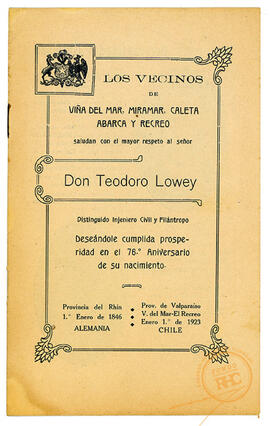 LOS VECINOS
DE
VIÑA DEL MAR, MIRAMAR, CALETA
ABARCA Y RECREO
saludan con el mayor respeto al señor
Don Teodoro Lowey
Distinguido Injeniero Civil y Filántropo
Deseándole cumplida prospe-
ridad en el 76.º Aniversario
de su nacimiento.
Provincia del Rhin
1.º Enero de 1846
ALEMANIA
Prov. de Valparaíso
V. del Mar-El Recreo
Enero 1.º de 1923
CHILE